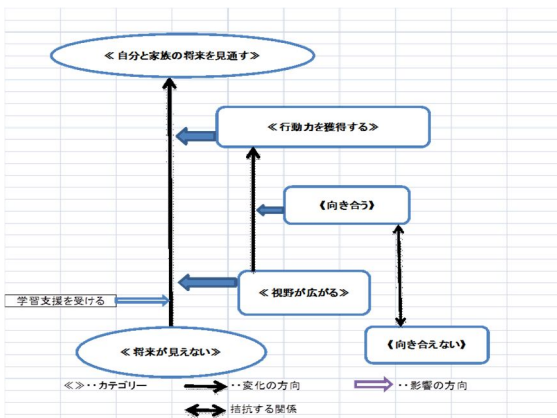 ≪自分と家族の将来を見通す≫
≪行動力を獲得する≫
《向き合う》
≪視野が広がる≫
学習支援を受ける
≪将来が見えない≫
《向き合えない》
≪≫・・カテゴリー
・・変化の方向
・・影響の方向
拮抗する関係